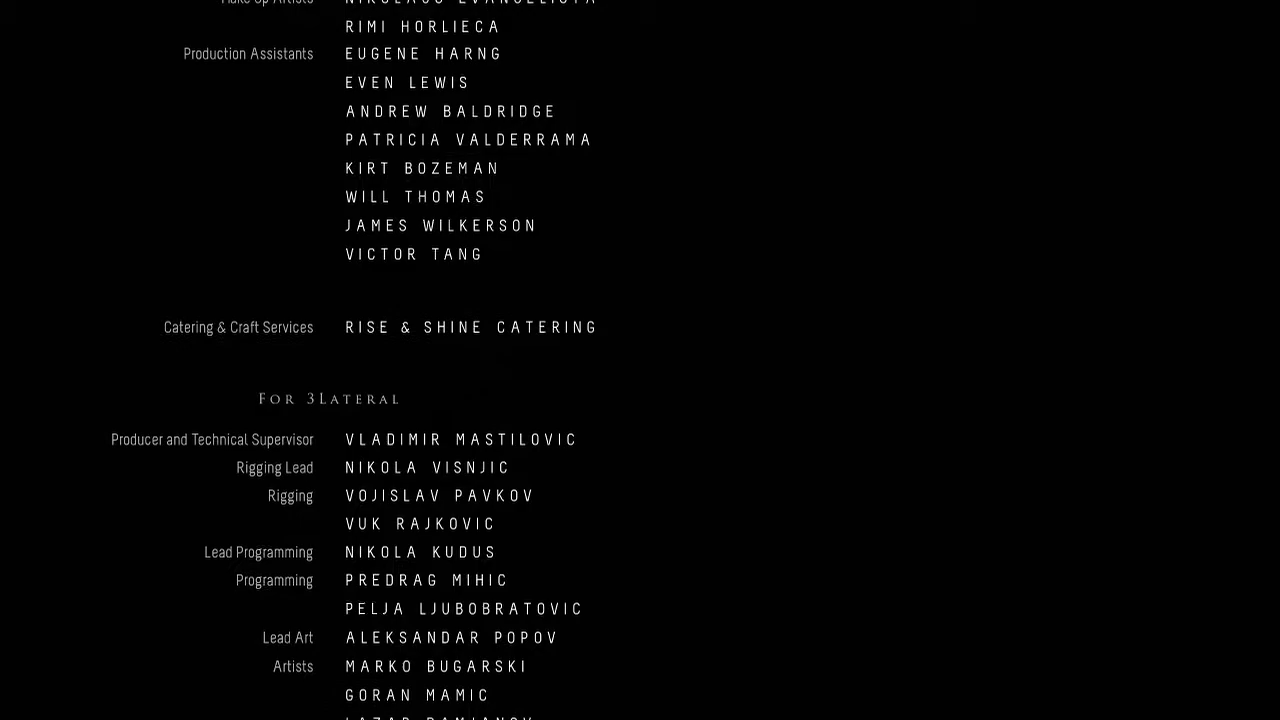 RIMI HORLIECA
Production Assistants EUGENE HARNG
EVEN LEWIS
ANDREW BALDRIDGE
PATRICIA VALDERRAMA
KIRT BOZEMAN
WILL THOMAS
JAMES WILKERSON
VICTOR TANG
Catering & Craft Services RISE & SHINE CATERING
FOR 3LATERAL
Producer and Technical Supervisor VLADIMIR MASTILOVIC
Rigging Lead NIKOLA VISNJIC
Rigging VOJISLAV PAVKOV
VUK RAJKOVIC
Lead Programming NIKOLA KUDUS
Programming PREDRAG MIHIC
PELJA LJUBOBRATOVIC
Lead Art ALEKSANDAR POPOV
Artists MARKO BUGARSKI
GORAN MAMIC